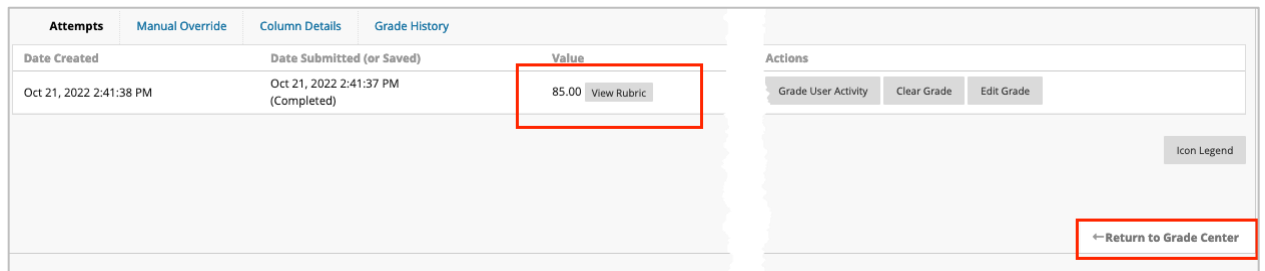 Attempts Manual Override Column Details Grade History
Date Created Date Submitted (or Saved) Value Actions
Oct 21, 2022 2:41:38 PM Oct 21, 2022 2:41:37 PM 85.00 View Rubric Grade User Activity Clear Grade Edit Grade
(Completed)
Icon Legend
←Return to Grade Center